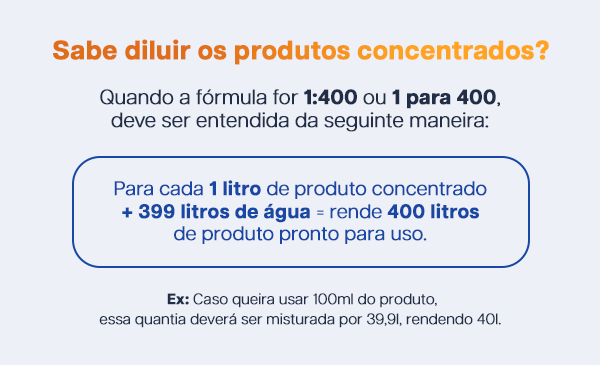 Sabe diluir os produtos concentrados?
Quando a fórmula for 1:400 ou 1 para 400,
deve ser entendida da seguinte maneira:
Para cada 1 litro de produto concentrado
+ 399 litros de água = rende 400 litros
de produto pronto para uso.
Ex: Caso queira usar 100ml do produto,
essa quantia deverá ser misturada por 39,9l, rendendo 40l.